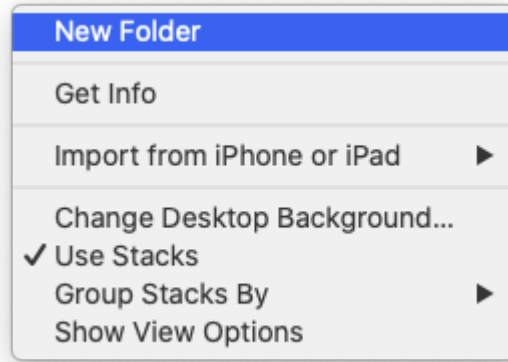 New Folder
Get Info
Import from iPhone or iPad
Change Desktop Background...
Use Stacks
Group Stacks By
Show View Options